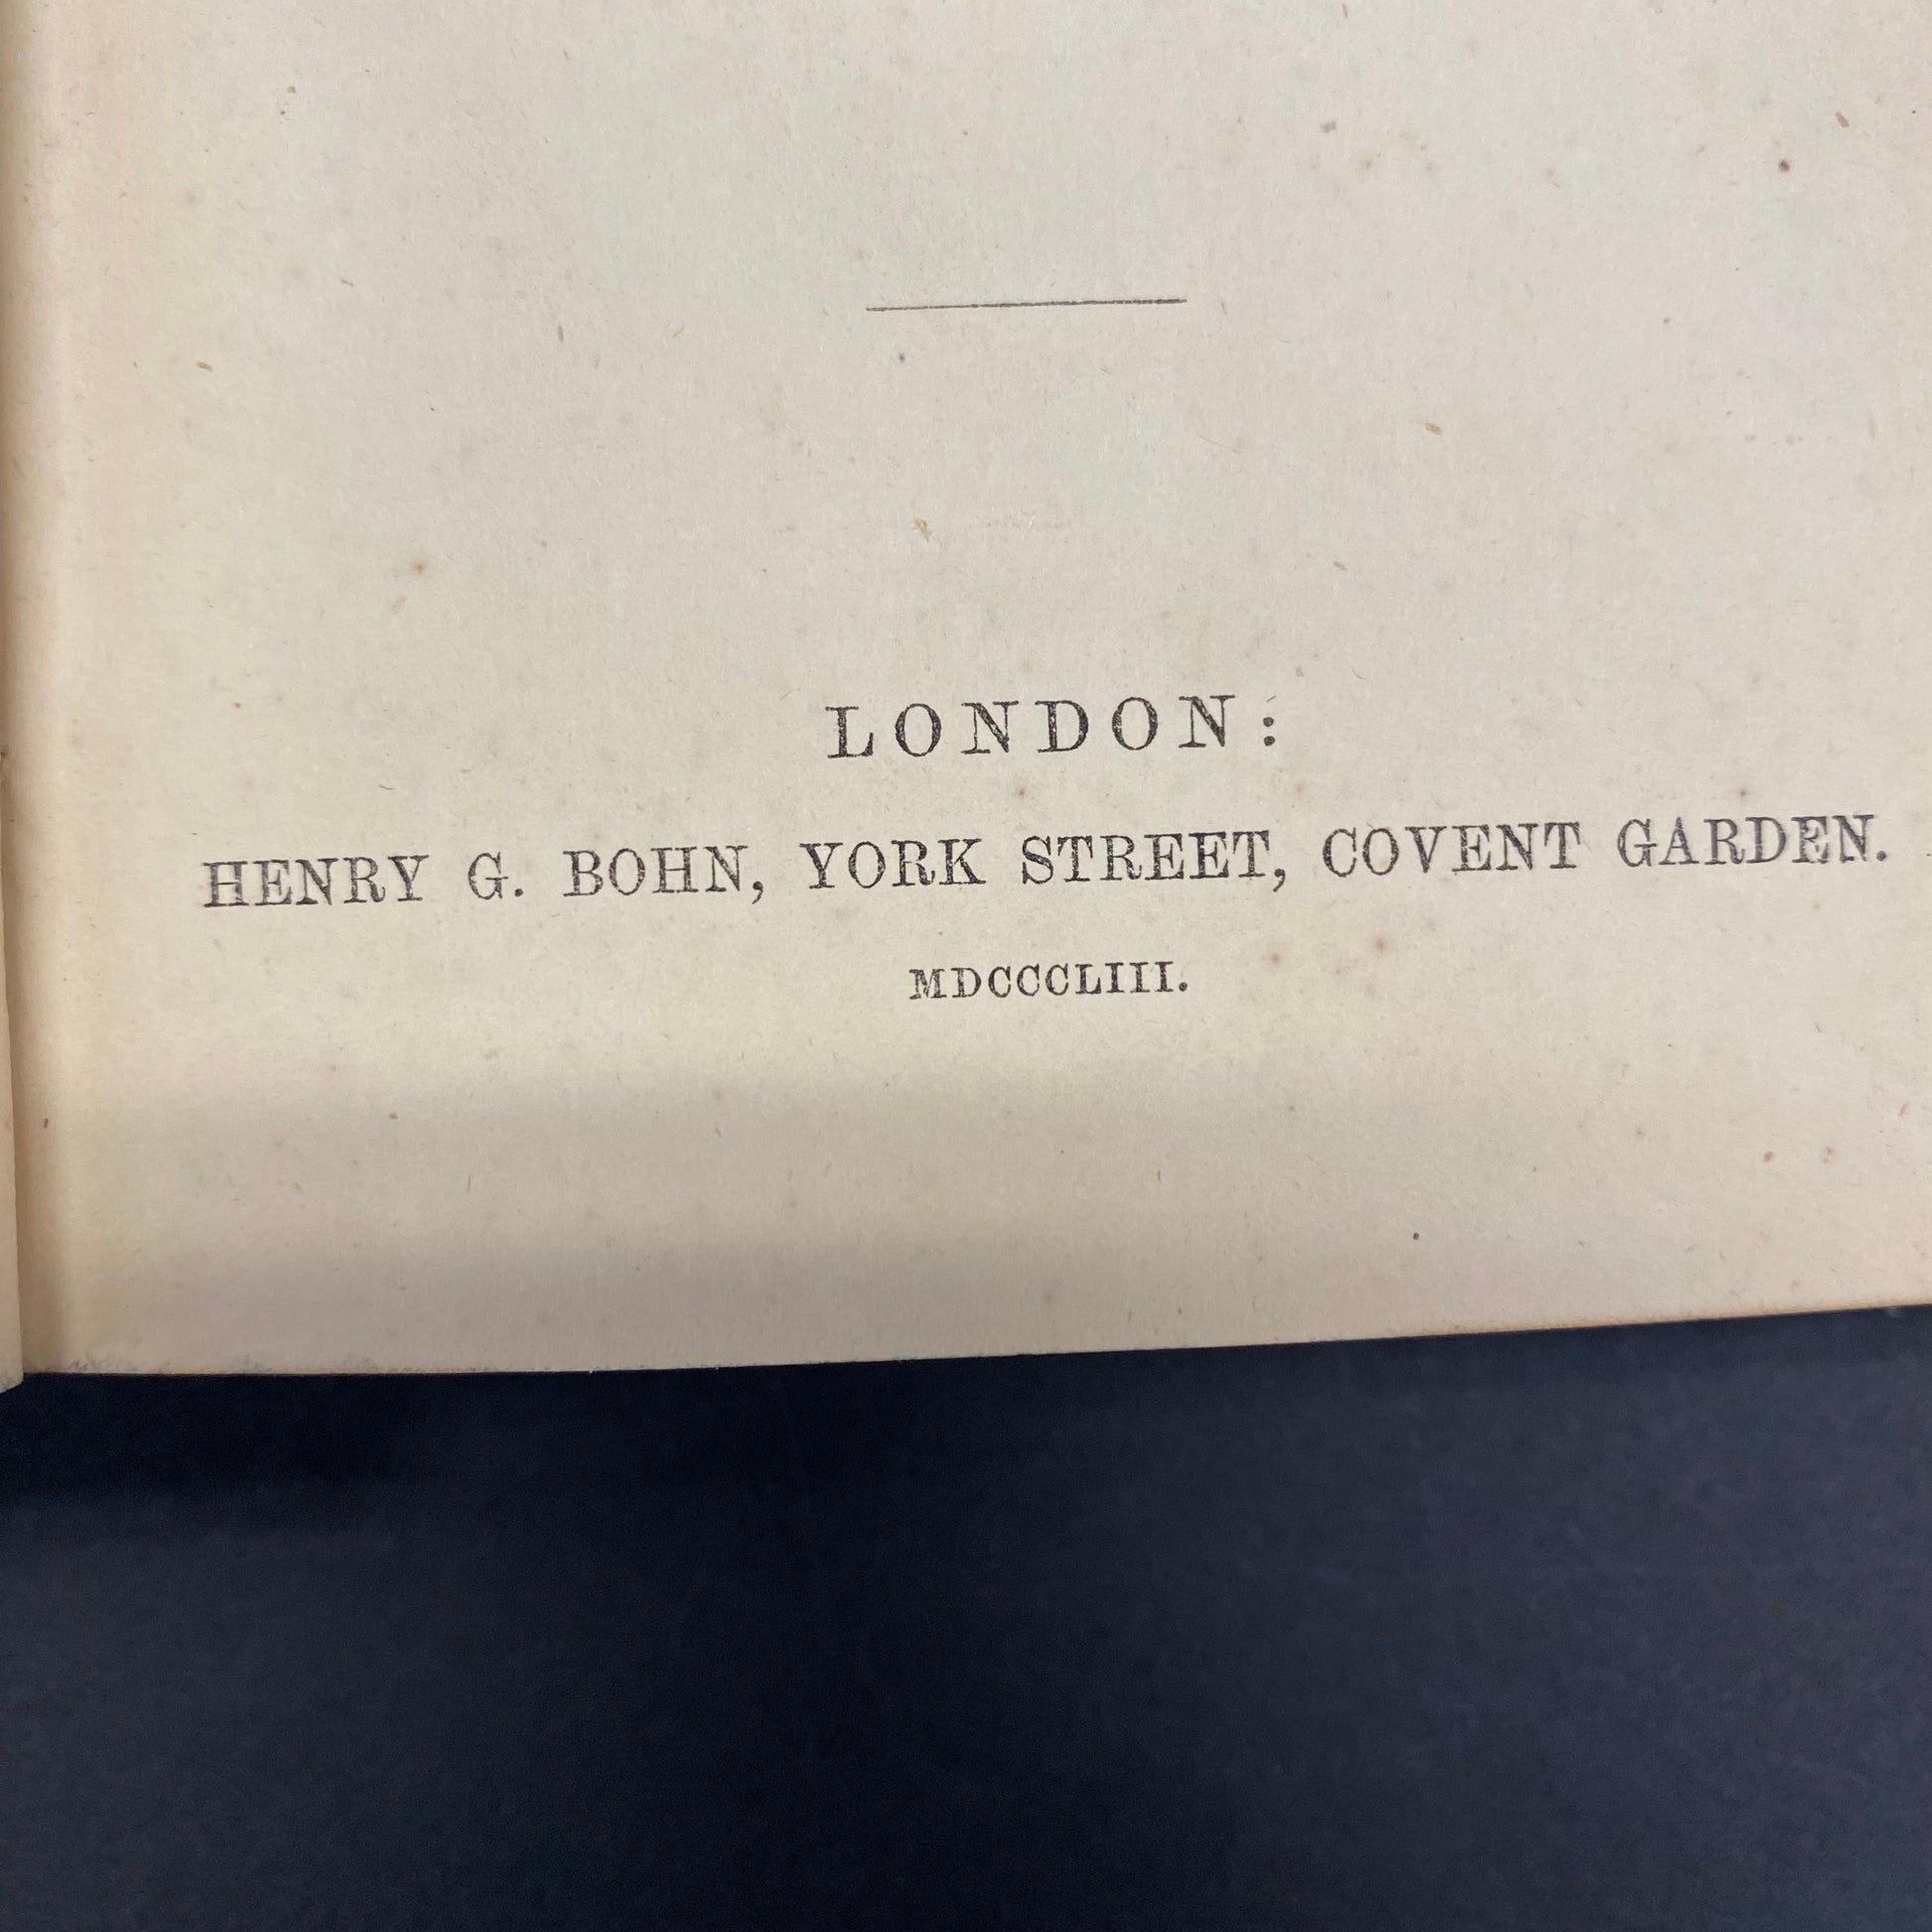 LONDON:
HENRY G. BOHN, YORK STREET, COVENT GARDEN.
MDCCCLIII.